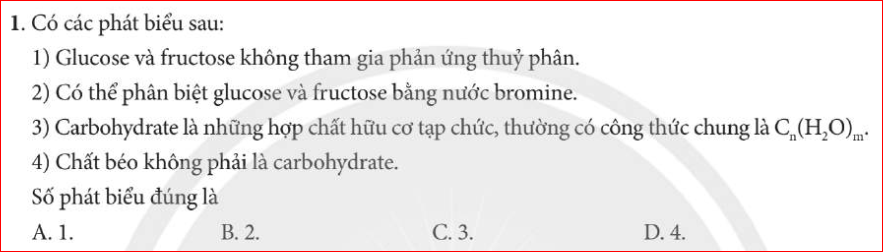 1. Có các phát biểu sau:
1) Glucose và fructose không tham gia phản ứng thuỷ phân.
2) Có thể phân biệt glucose và fructose bằng nước bromine.
3) Carbohydrate là những hợp chất hữu cơ tạp chức, thường có công thức chung là Cₙ(H₂O)ₘ.
4) Chất béo không phải là carbohydrate.
Số phát biểu đúng là
A. 1. B. 2. C. 3. D. 4.